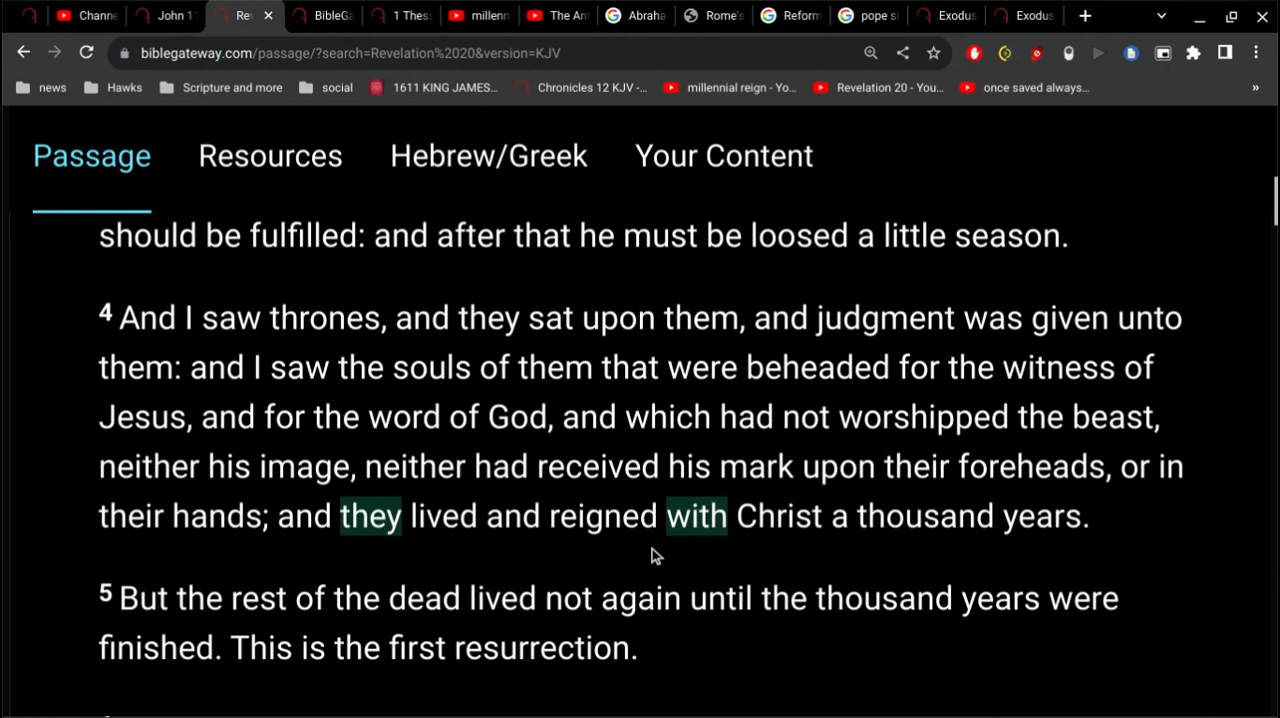 Channe
John 1
Rev
BibleGa
1 Thess
millenn
The Ant
Abraha
Rome's
Reform
pope si
Exodus
Exodus
biblegateway.com/passage/?search=Revelation%2020&version=KJV
news
Hawks
Scripture and more
social
1611 KING JAMES...
Chronicles 12 KJV -...
millennial reign - Yo...
Revelation 20 - You...
once saved always...
»
Passage
Resources
Hebrew/Greek
Your Content
should be fulfilled: and after that he must be loosed a little season.
4 And I saw thrones, and they sat upon them, and judgment was given unto
them: and I saw the souls of them that were beheaded for the witness of
Jesus, and for the word of God, and which had not worshipped the beast,
neither his image, neither had received his mark upon their foreheads, or in
their hands; and they lived and reigned with Christ a thousand years.
5 But the rest of the dead lived not again until the thousand years were
finished. This is the first resurrection.